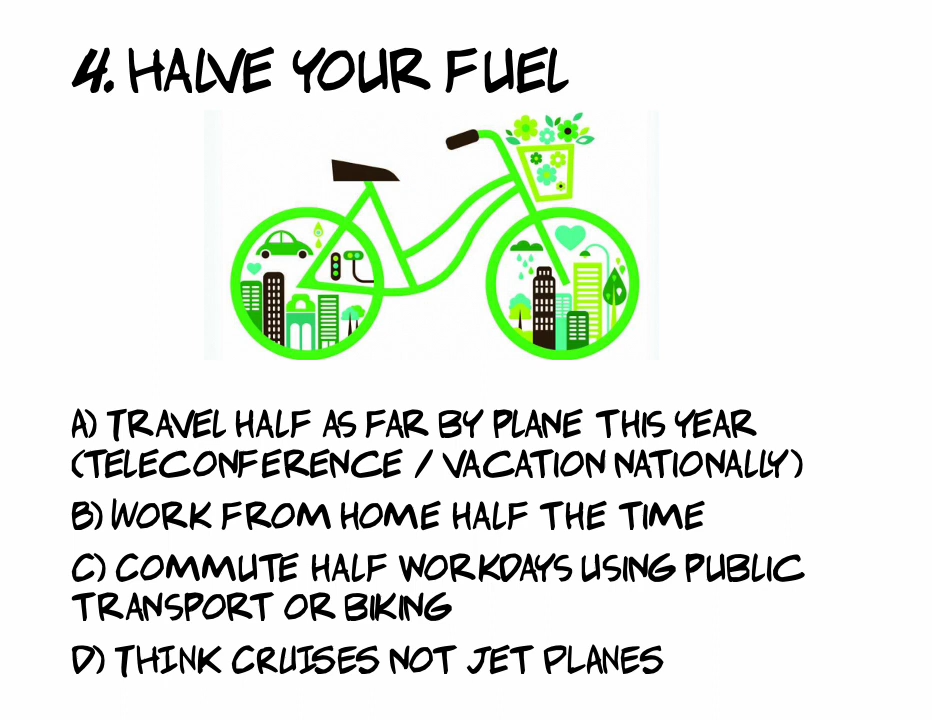 4. HALVE YOUR FUEL
A) TRAVEL HALF AS FAR BY PLANE THIS YEAR
(TELECONFERENCE / VACATION NATIONALLY)
B) WORK FROM HOME HALF THE TIME
C) COMMUTE HALF WORKDAYS USING PUBLIC
TRANSPORT OR BIKING
D) THINK CRUISES NOT JET PLANES